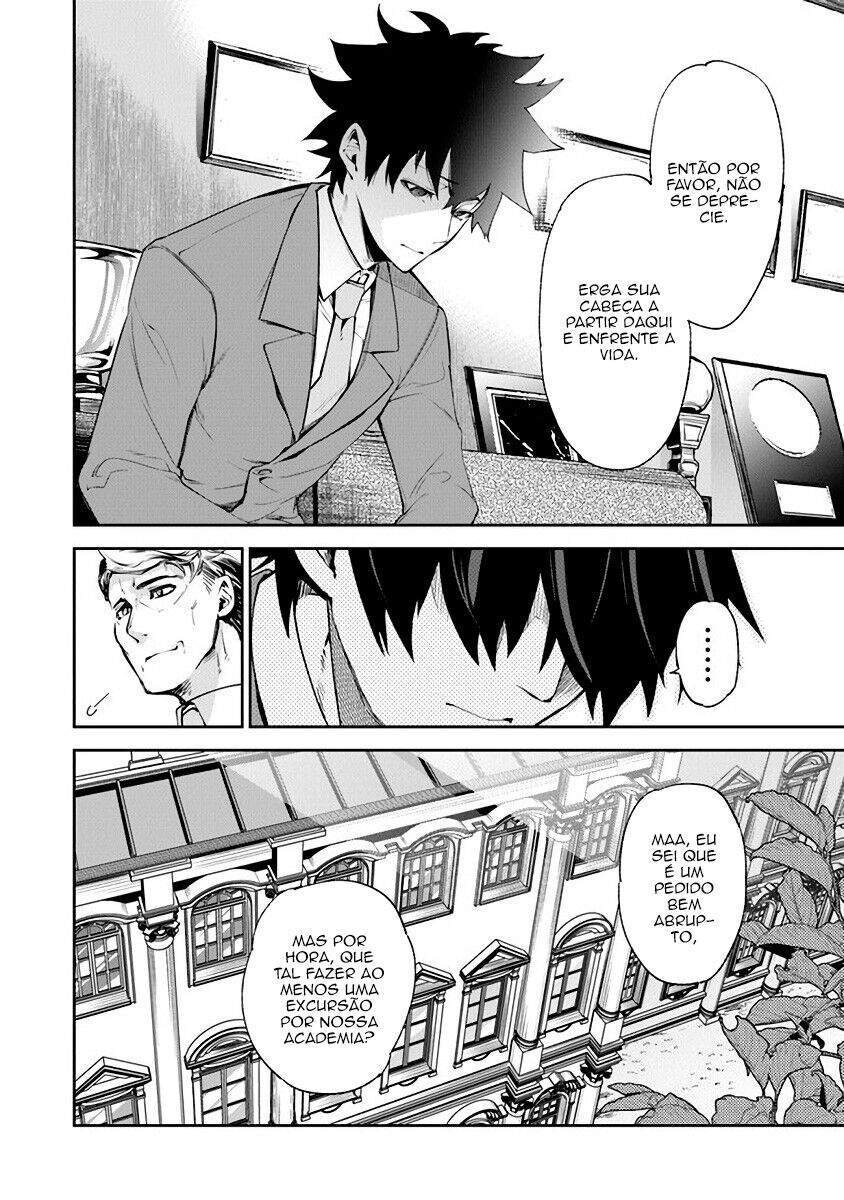 ENTÃO POR
FAVOR, NÃO
SE DEPRE-
CIE.
ERGA SUA
CABEÇA A
PARTIR DAQUI
E ENFRENTE A
VIDA.
......
MAA, EU
SEI QUE
É UM
PEDIDO
BEM
ABRUP-
TO,
MAS POR
HORA, QUE
TAL FAZER AO
MENOS UMA
EXCURSÃO
POR NOSSA
ACADEMIA?